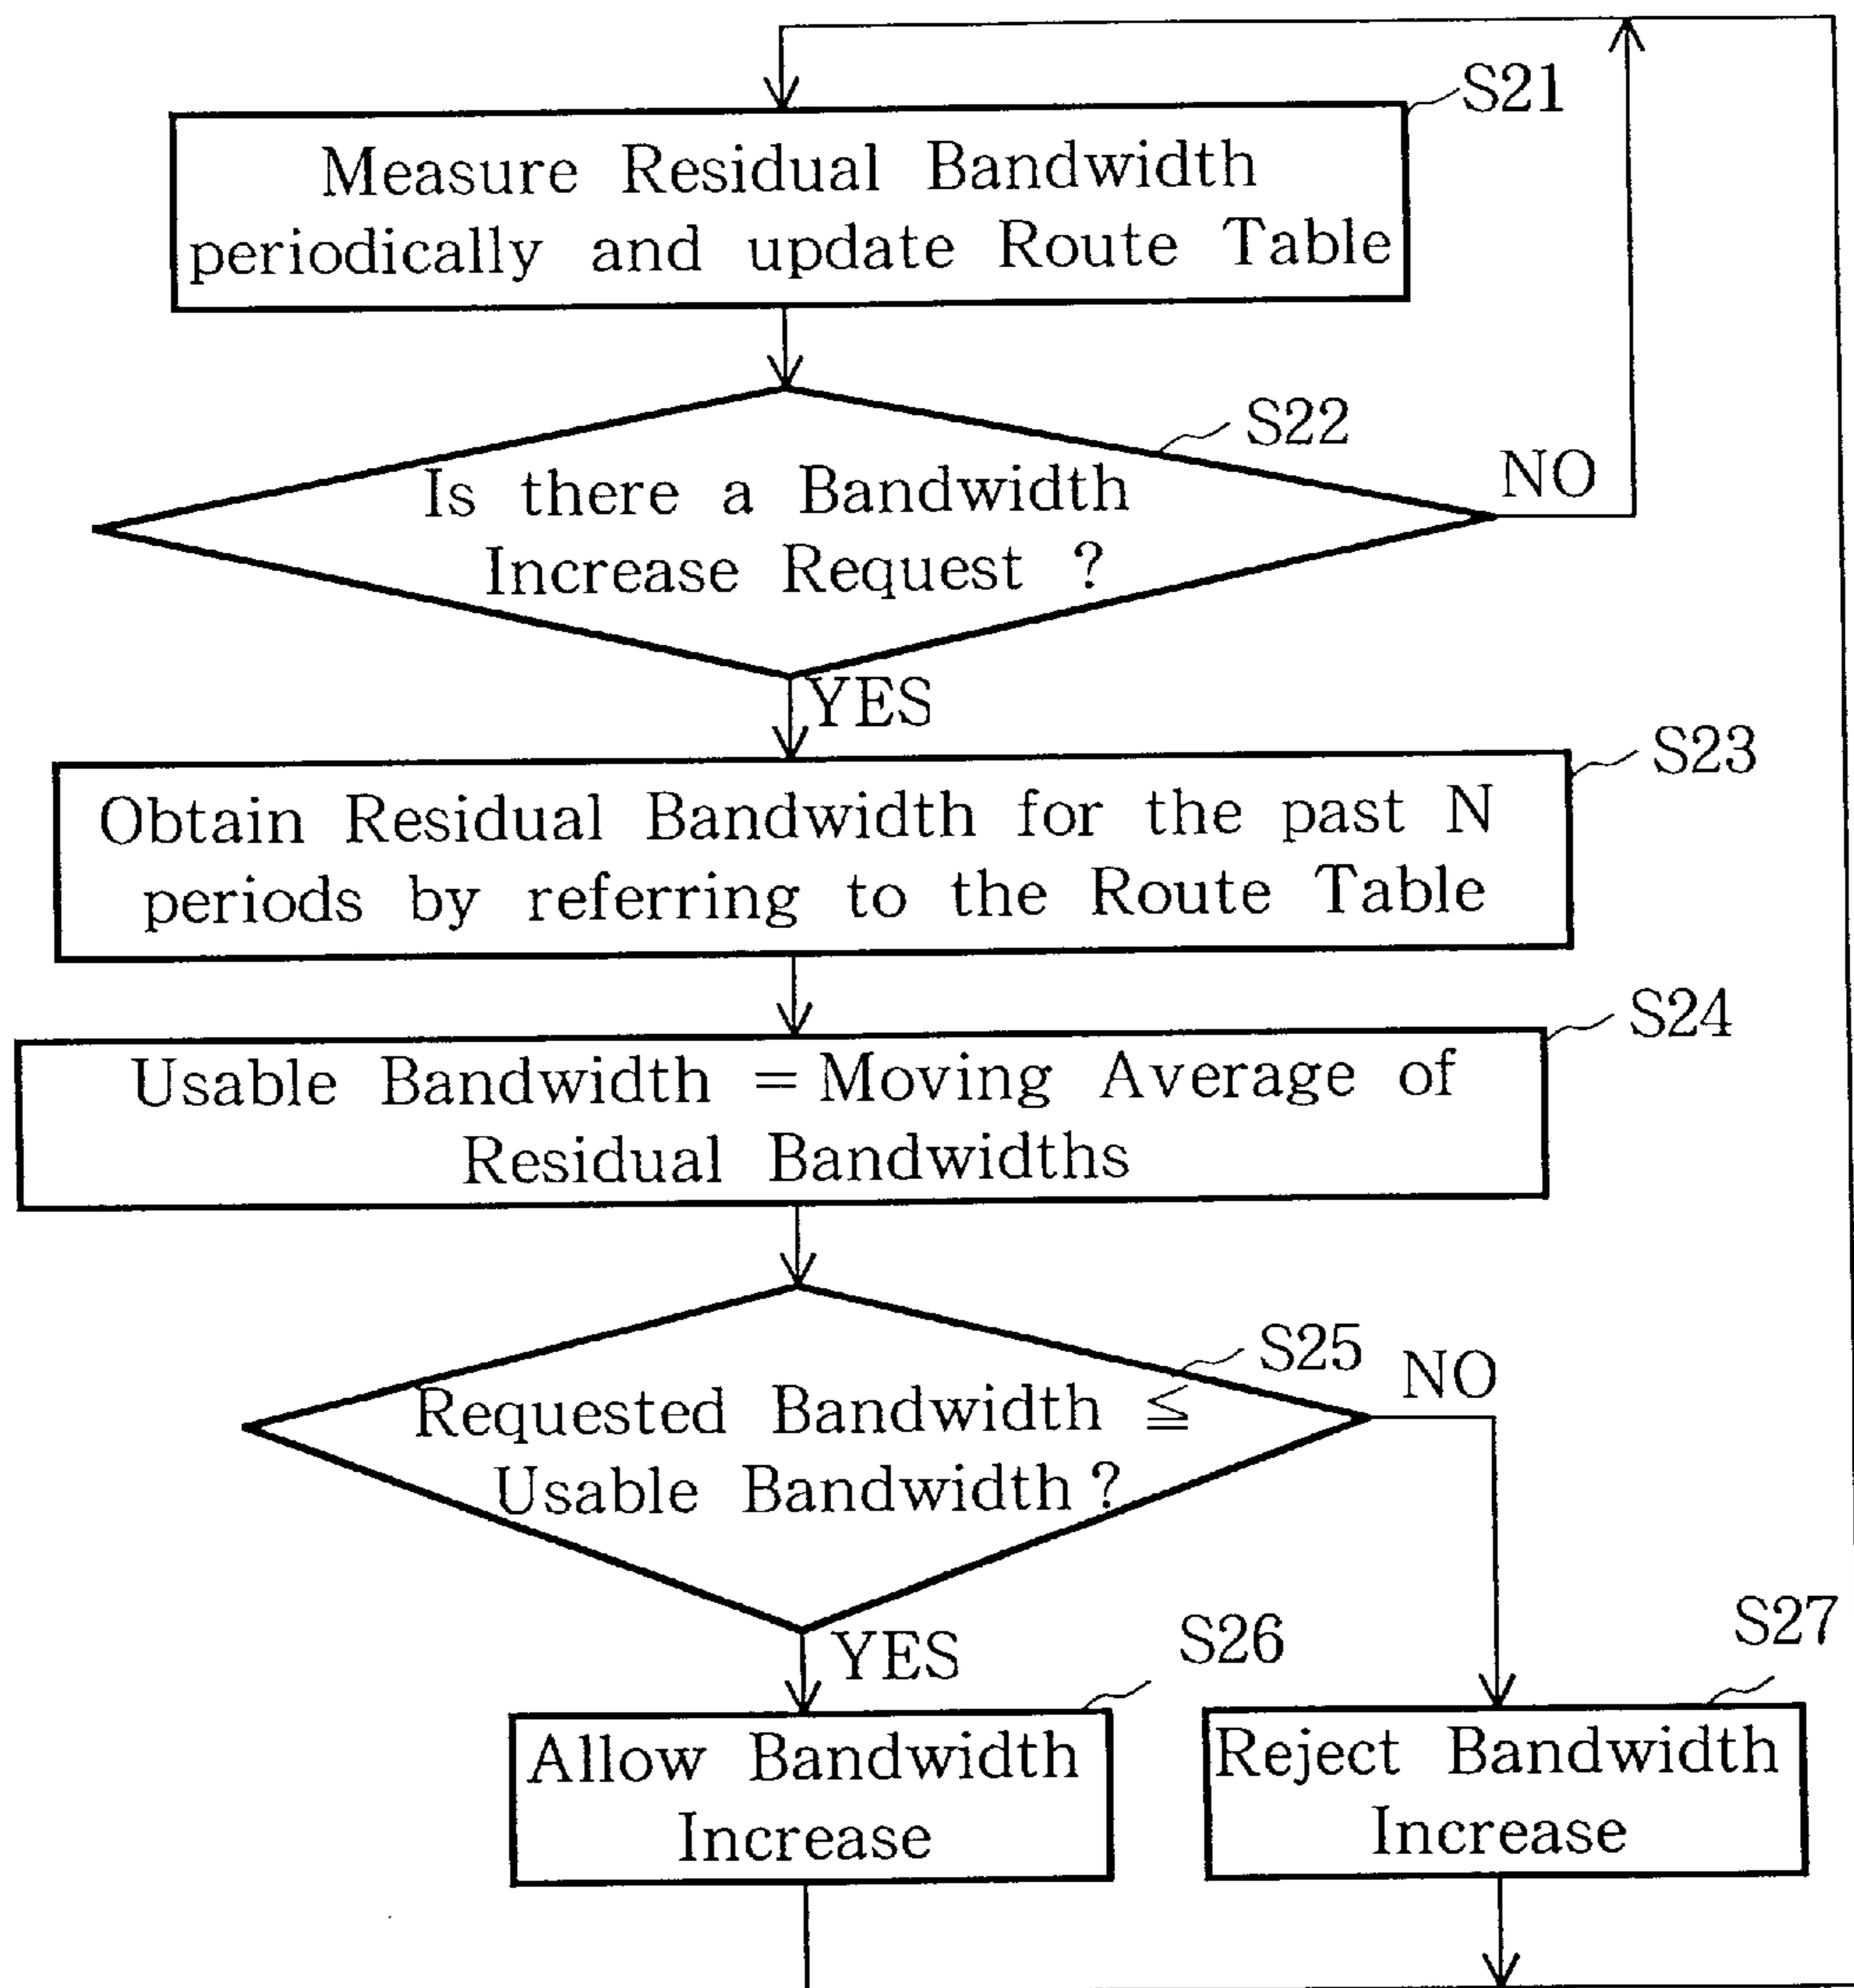 S21
Measure Residual Bandwidth
periodically and update Route Table
S22
Is there a Bandwidth
Increase Request ?
NO
YES
S23
Obtain Residual Bandwidth for the past N
periods by referring to the Route Table
S24
Usable Bandwidth = Moving Average of
Residual Bandwidths
S25
NO
Requested Bandwidth ≦
Usable Bandwidth ?
YES
S26
S27
Allow Bandwidth
Increase
Reject Bandwidth
Increase